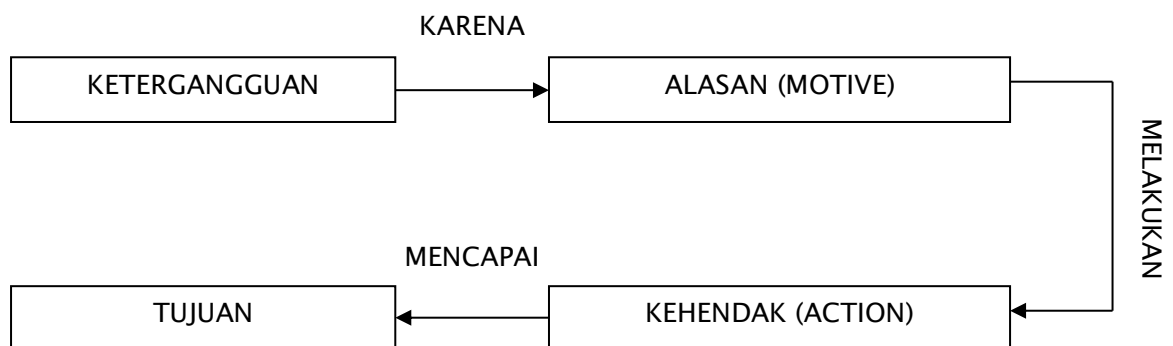 KARENA
KETERGANGGUAN
ALASAN (MOTIVE)
MELAKUKAN
MENCAPAI
KEHENDAK (ACTION)
TUJUAN